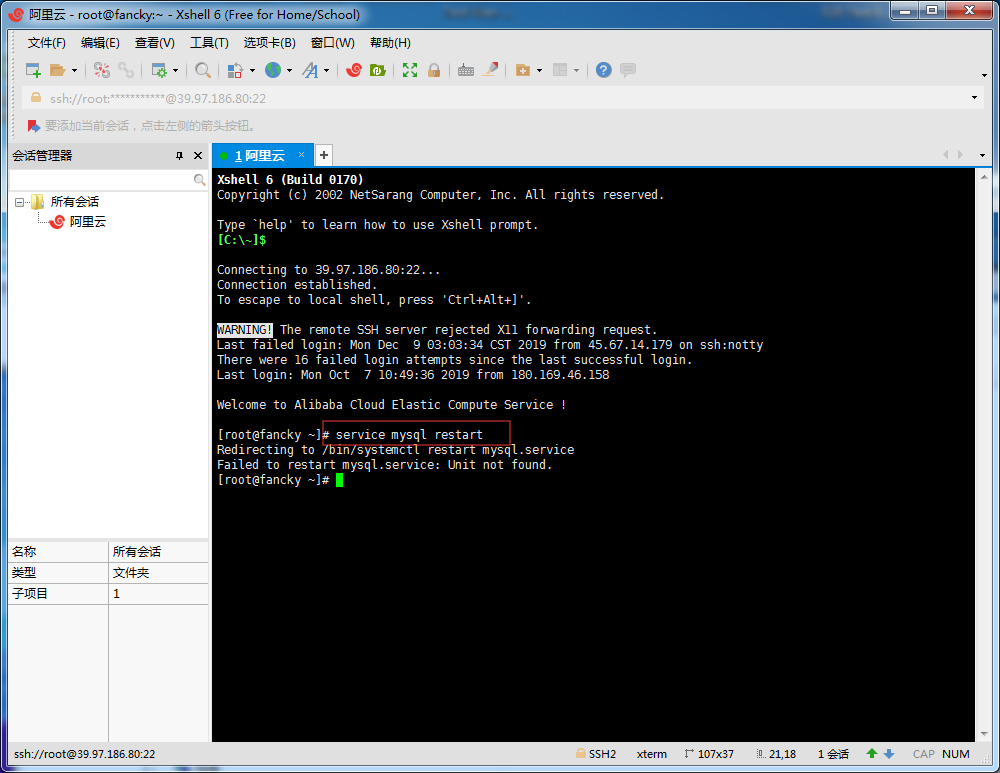 阿里云 - root@fancky:~ - Xshell 6 (Free for Home/School)
文件(F) 编辑(E) 查看(V) 工具(T) 选项卡(B) 窗口(W) 帮助(H)
ssh://root:***********@39.97.186.80:22
要添加当前会话，点击左侧的箭头按钮。
会话管理器
1 阿里云
所有会话
阿里云
Xshell 6 (Build 0170)
Copyright (c) 2002 NetSarang Computer, Inc. All rights reserved.
Type `help' to learn how to use Xshell prompt.
[C:\~]$
Connecting to 39.97.186.80:22...
Connection established.
To escape to local shell, press 'Ctrl+Alt+]'.
WARNING! The remote SSH server rejected X11 forwarding request.
Last failed login: Mon Dec  9 03:03:34 CST 2019 from 45.67.14.179 on ssh:notty
There were 16 failed login attempts since the last successful login.
Last login: Mon Oct  7 10:49:36 2019 from 180.169.46.158
Welcome to Alibaba Cloud Elastic Compute Service !
[root@fancky ~]# service mysql restart
Redirecting to /bin/systemctl restart mysql.service
Failed to restart mysql.service: Unit not found.
[root@fancky ~]#
名称 所有会话
类型 文件夹
子项目 1
ssh://root@39.97.186.80:22 SSH2 xterm 107x37 21,18 1 会话 CAP NUM